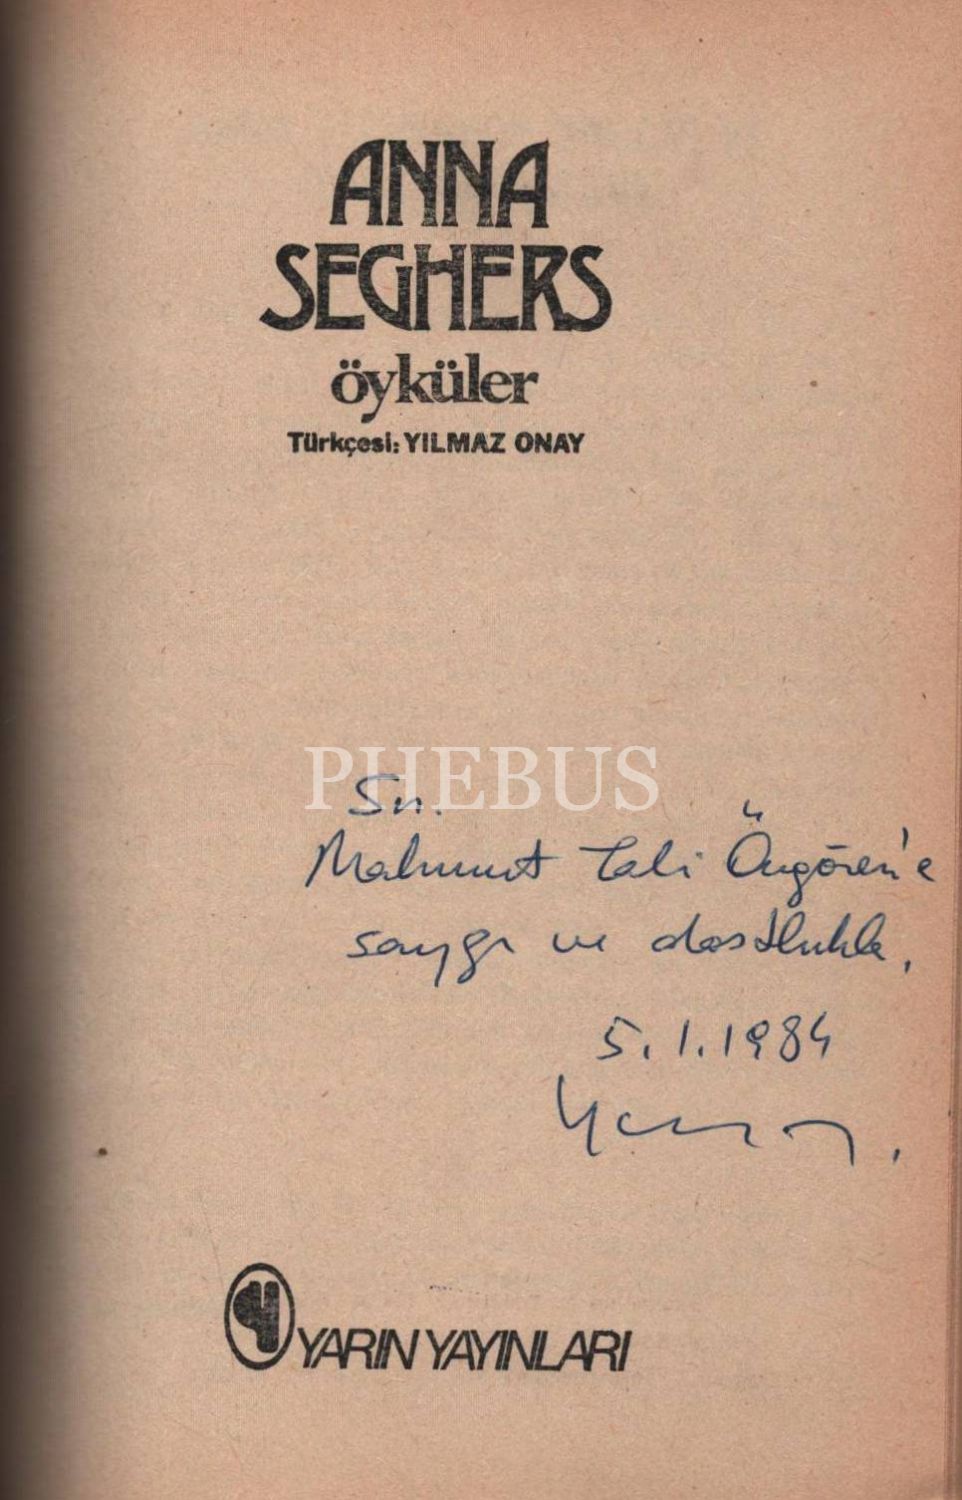 ANNA
SEGHERS
öyküler
Türkçesi: YILMAZ ONAY
PHEBUS
Sn.
Mahmut Tali Öngören'e
saygı ve dostlukla,
5.1.1984
YARIN YAYINLARI